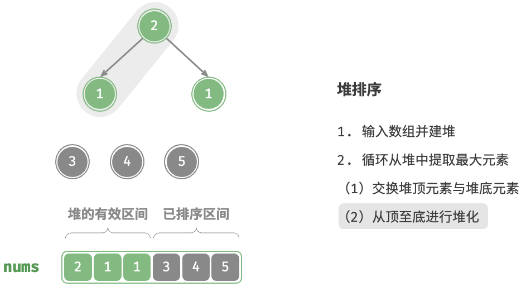 2
1 1
3 4 5
堆的有效区间 已排序区间
nums 2 1 1 3 4 5
堆排序
1. 输入数组并建堆
2. 循环从堆中提取最大元素
（1）交换堆顶元素与堆底元素
（2）从顶至底进行堆化